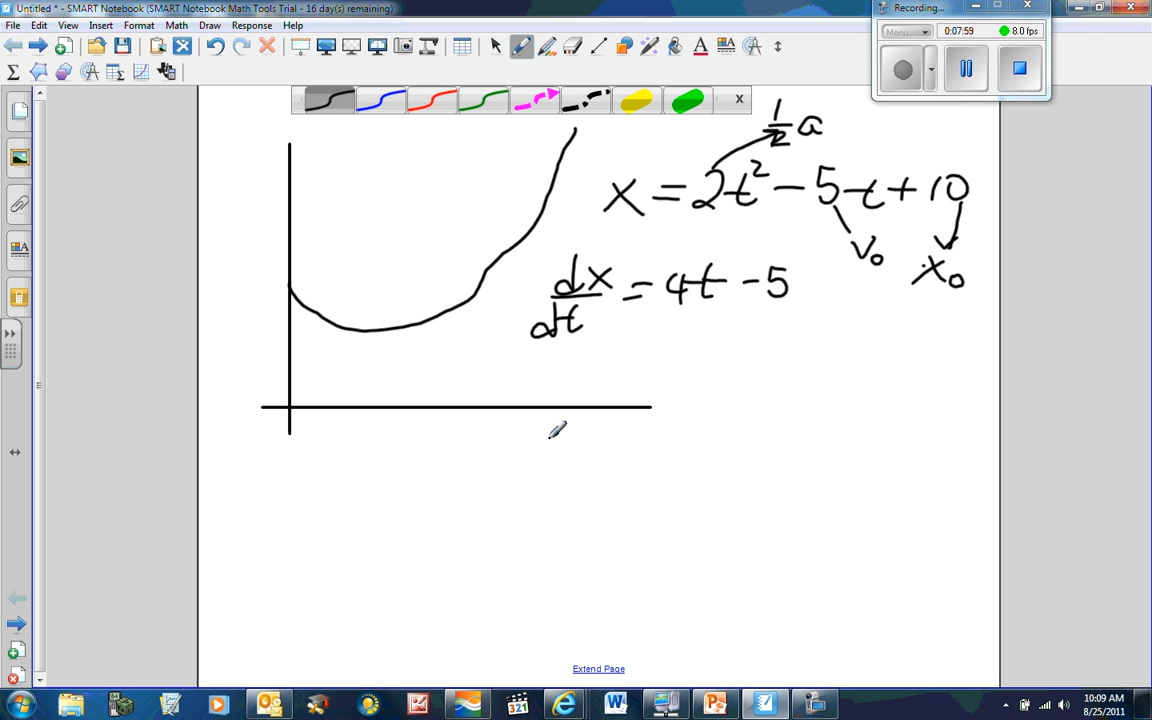 Untitled * - SMART Notebook (SMART Notebook Math Tools Trial - 16 day(s) remaining)
Recording...
File Edit View Insert Format Math Draw Response Help
Menu 0:07:59 8.0 fps
x
1/2 a
x = 2t² - 5t + 10
v₀
x₀
dx/dt = 4t - 5
Extend Page
321
10:09 AM
8/25/2011